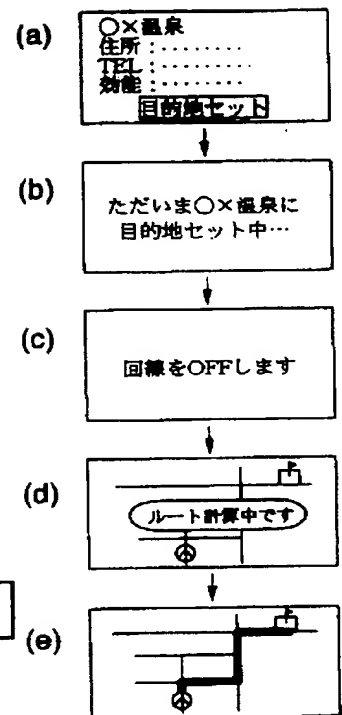 (a)
○×温泉
住所:.........
TEL:.........
効能:.........
目的地セット
(b)
ただいま○×温泉に
目的地セット中…
(c)
回線をOFFします
(d)
ルート計算中です
(e)